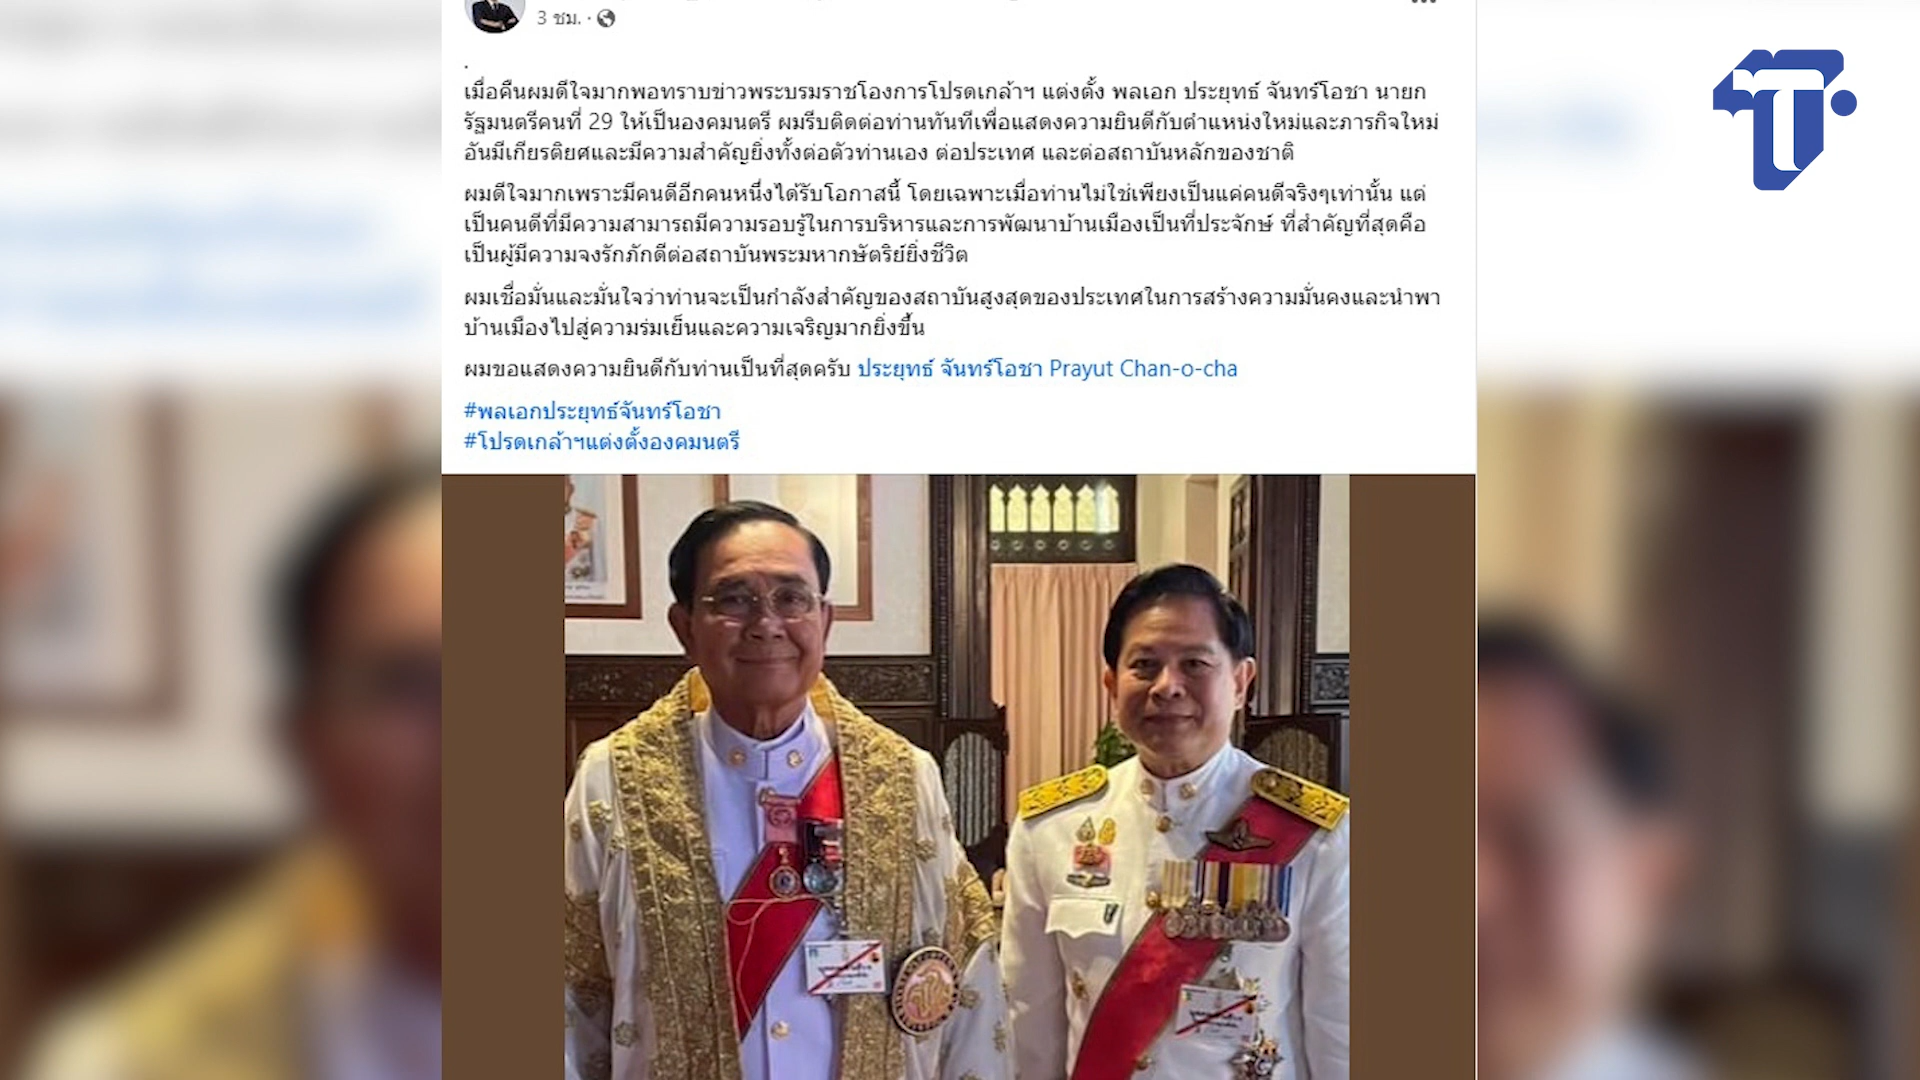 3 ชม.
.
เมื่อคืนผมดีใจมากพอทราบข่าวพระบรมราชโองการโปรดเกล้าฯ แต่งตั้ง พลเอก ประยุทธ์ จันทร์โอชา นายก
รัฐมนตรีคนที่ 29 ให้เป็นองคมนตรี ผมรีบติดต่อท่านทันทีเพื่อแสดงความยินดีกับตำแหน่งใหม่และภารกิจใหม่
อันมีเกียรติยศและมีความสำคัญยิ่งทั้งต่อตัวท่านเอง ต่อประเทศ และต่อสถาบันหลักของชาติ
ผมดีใจมากเพราะมีคนดีอีกคนหนึ่งได้รับโอกาสนี้ โดยเฉพาะเมื่อท่านไม่ใช่เพียงเป็นแค่คนดีจริงๆเท่านั้น แต่
เป็นคนดีที่มีความสามารถมีความรอบรู้ในการบริหารและการพัฒนาบ้านเมืองเป็นที่ประจักษ์ ที่สำคัญที่สุดคือ
เป็นผู้มีความจงรักภักดีต่อสถาบันพระมหากษัตริย์ยิ่งชีวิต
ผมเชื่อมั่นและมั่นใจว่าท่านจะเป็นกำลังสำคัญของสถาบันสูงสุดของประเทศในการสร้างความมั่นคงและนำพา
บ้านเมืองไปสู่ความร่มเย็นและความเจริญมากยิ่งขึ้น
ผมขอแสดงความยินดีกับท่านเป็นที่สุดครับ ประยุทธ์ จันทร์โอชา Prayut Chan-o-cha
#พลเอกประยุทธ์จันทร์โอชา
#โปรดเกล้าฯแต่งตั้งองคมนตรี